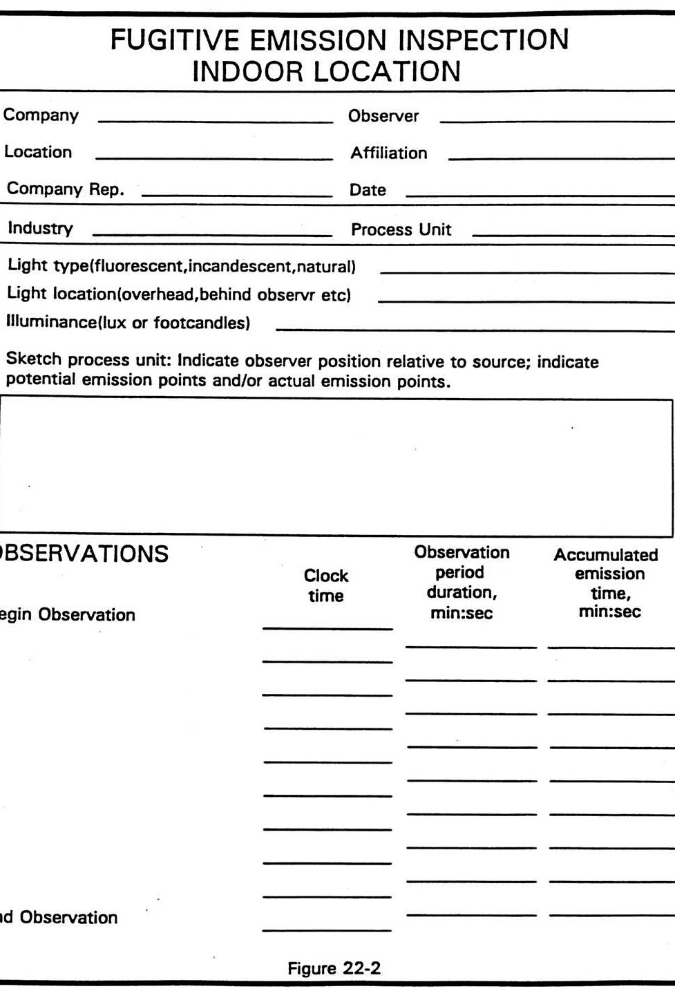 FUGITIVE EMISSION INSPECTION
INDOOR LOCATION
Company Observer
Location Affiliation
Company Rep. Date
Industry Process Unit
Light type(fluorescent,incandescent,natural)
Light location(overhead,behind observr etc)
Illuminance(lux or footcandles)
Sketch process unit: Indicate observer position relative to source; indicate
potential emission points and/or actual emission points.
BSERVATIONS
Clock
time
Observation
period
duration,
min:sec
Accumulated
emission
time,
min:sec
egin Observation
nd Observation
Figure 22-2